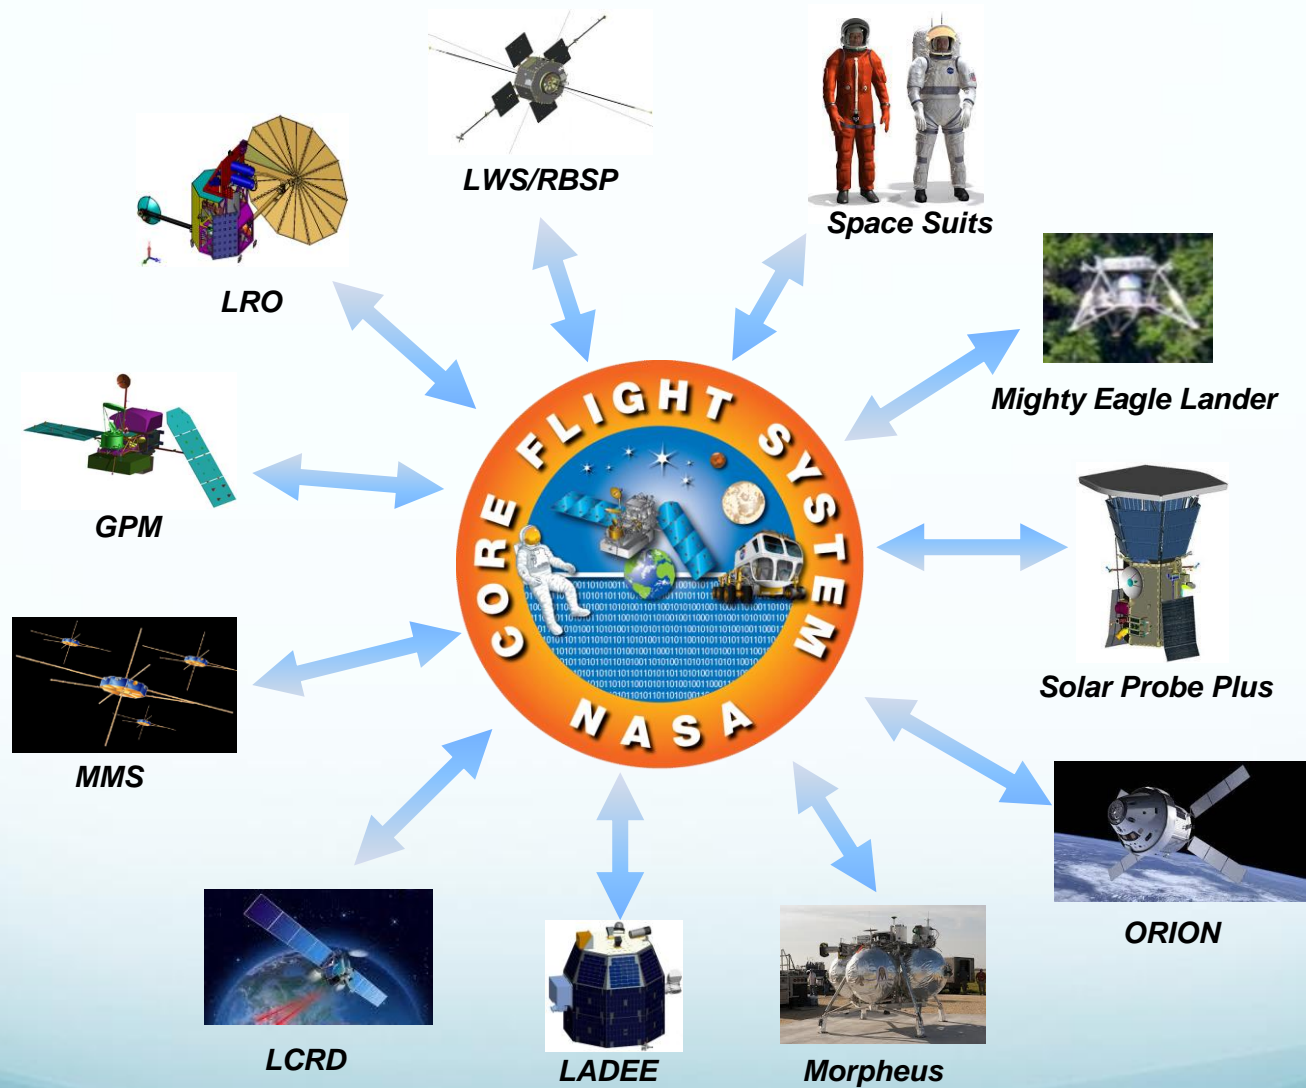 LWS/RBSP
Space Suits
LRO
Mighty Eagle Lander
GPM
CORE FLIGHT SYSTEM
NASA
Solar Probe Plus
MMS
ORION
LCRD
LADEE
Morpheus